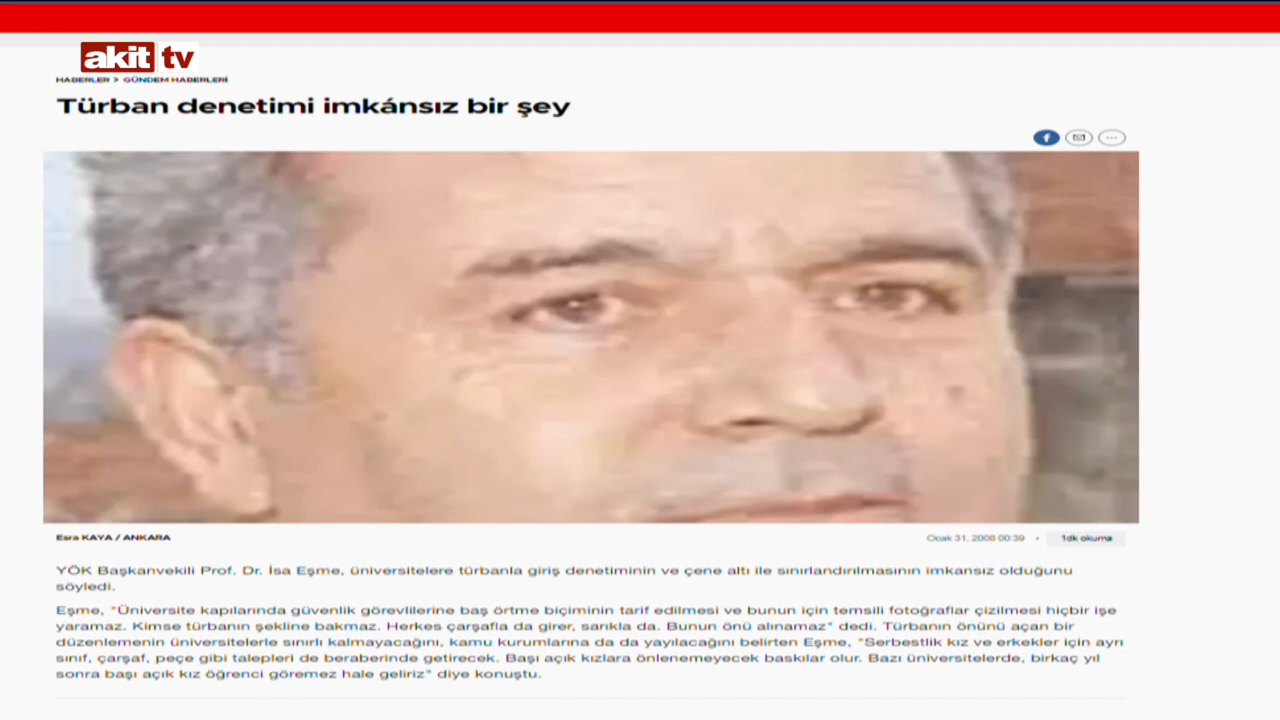 akit tv
HABERLER > GÜNDEM HABERLERİ
Türban denetimi imkánsız bir şey
Esra KAYA / ANKARA
Ocak 31, 2008 00:39 • 1dk okuma
YÖK Başkanvekili Prof. Dr. İsa Eşme, üniversitelere türbanla giriş denetiminin ve çene altı ile sınırlandırılmasının imkansız olduğunu
söyledi.
Eşme, "Üniversite kapılarında güvenlik görevlilerine baş örtme biçiminin tarif edilmesi ve bunun için temsili fotoğraflar çizilmesi hiçbir işe
yaramaz. Kimse türbanın şekline bakmaz. Herkes çarşafla da girer, sarıkla da. Bunun önü alınamaz" dedi. Türbanın önünü açan bir
düzenlemenin üniversitelerle sınırlı kalmayacağını, kamu kurumlarına da da yayılacağını belirten Eşme, "Serbestlik kız ve erkekler için ayrı
sınıf, çarşaf, peçe gibi talepleri de beraberinde getirecek. Başı açık kızlara önlenemeyecek baskılar olur. Bazı üniversitelerde, birkaç yıl
sonra başı açık kız öğrenci göremez hale geliriz" diye konuştu.